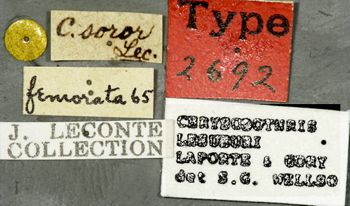 C. soror
Lec.
Type
2692
femorata 65
J. LECONTE
COLLECTION
CHRYSOBOTHRIS
LESUEURI
LAPORTE & GORY
det S.G. WELLSO